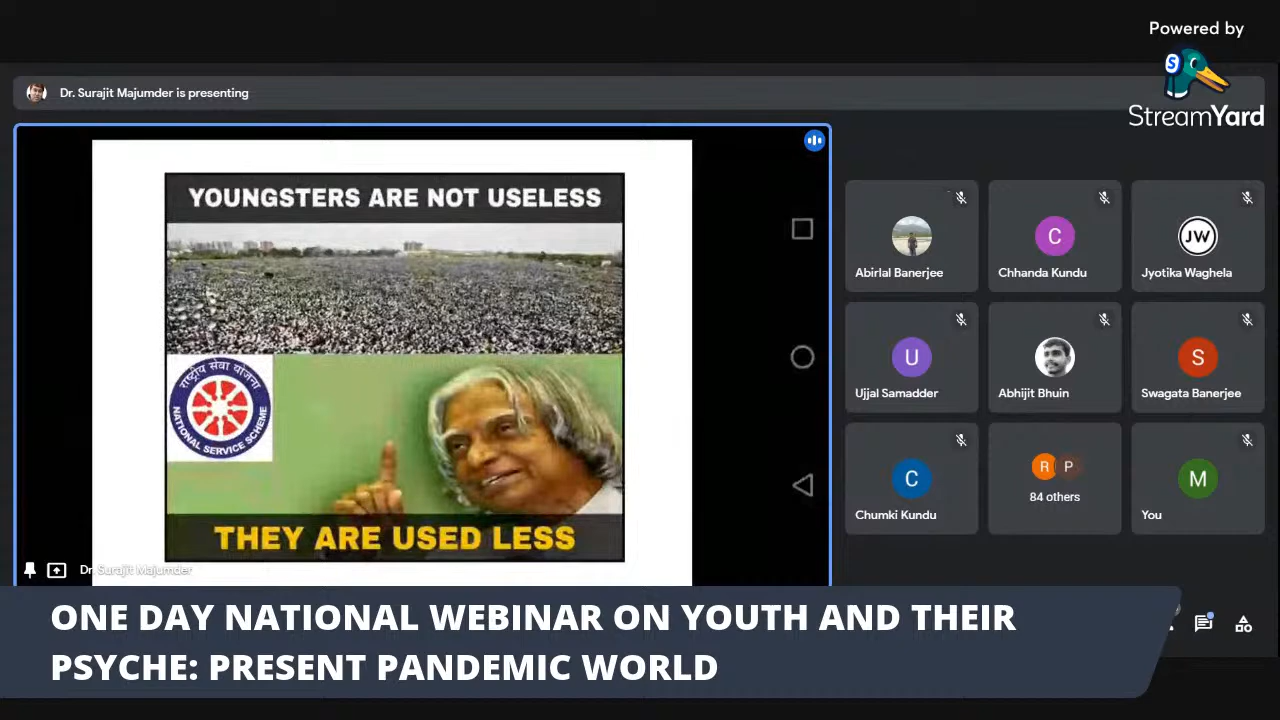 Powered by
StreamYard
Dr. Surajit Majumder is presenting
YOUNGSTERS ARE NOT USELESS
राष्ट्रीय सेवा योजना
NATIONAL SERVICE SCHEME
THEY ARE USED LESS
Dr. Surajit Majumder
Abirlal Banerjee
C
Chhanda Kundu
JW
Jyotika Waghela
U
Ujjal Samadder
Abhijit Bhuin
S
Swagata Banerjee
C
Chumki Kundu
R P
84 others
M
You
ONE DAY NATIONAL WEBINAR ON YOUTH AND THEIR
PSYCHE: PRESENT PANDEMIC WORLD